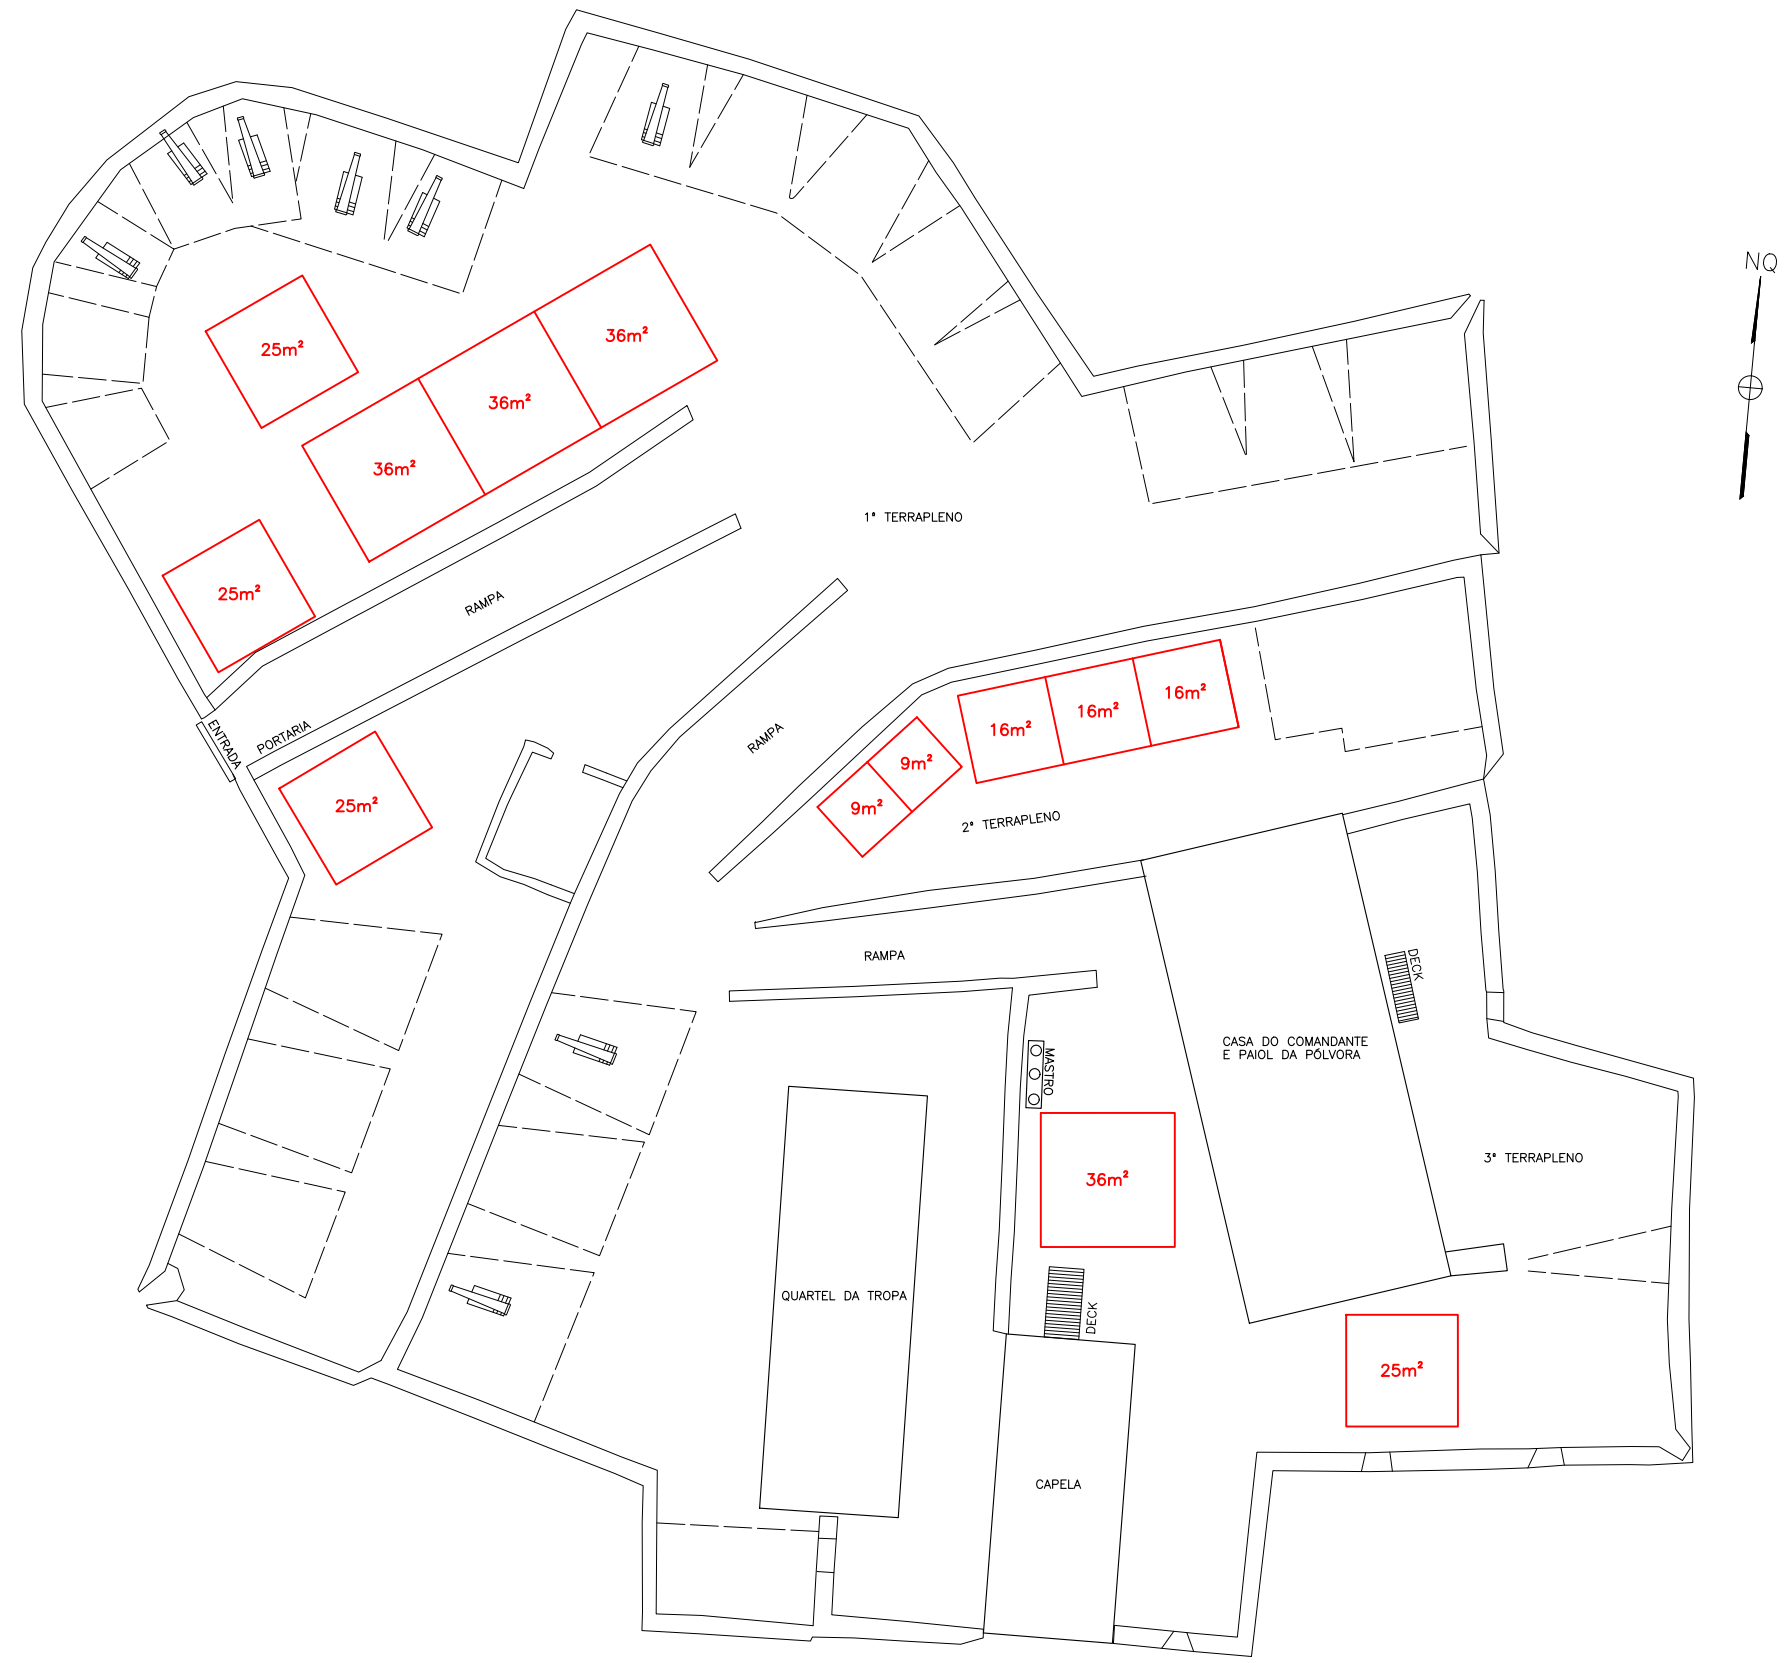 NQ
25m²
36m²
36m²
36m²
25m²
1° TERRAPLENO
RAMPA
ENTRADA
PORTARIA
25m²
RAMPA
16m²
16m²
16m²
9m²
9m²
2° TERRAPLENO
RAMPA
DECK
CASA DO COMANDANTE
E PAIOL DA PÓLVORA
MASTRO
36m²
3° TERRAPLENO
QUARTEL DA TROPA
DECK
25m²
CAPELA